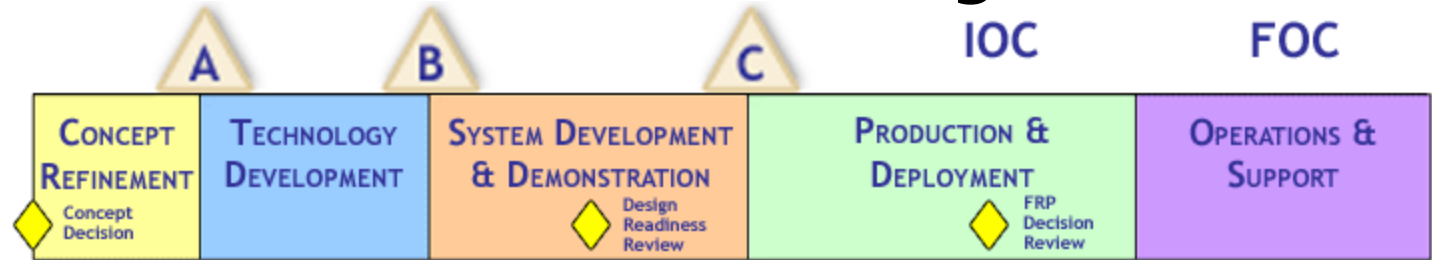 A
B
C
IOC
FOC
CONCEPT
REFINEMENT
Concept
Decision
TECHNOLOGY
DEVELOPMENT
SYSTEM DEVELOPMENT
& DEMONSTRATION
Design
Readiness
Review
PRODUCTION &
DEPLOYMENT
FRP
Decision
Review
OPERATIONS &
SUPPORT